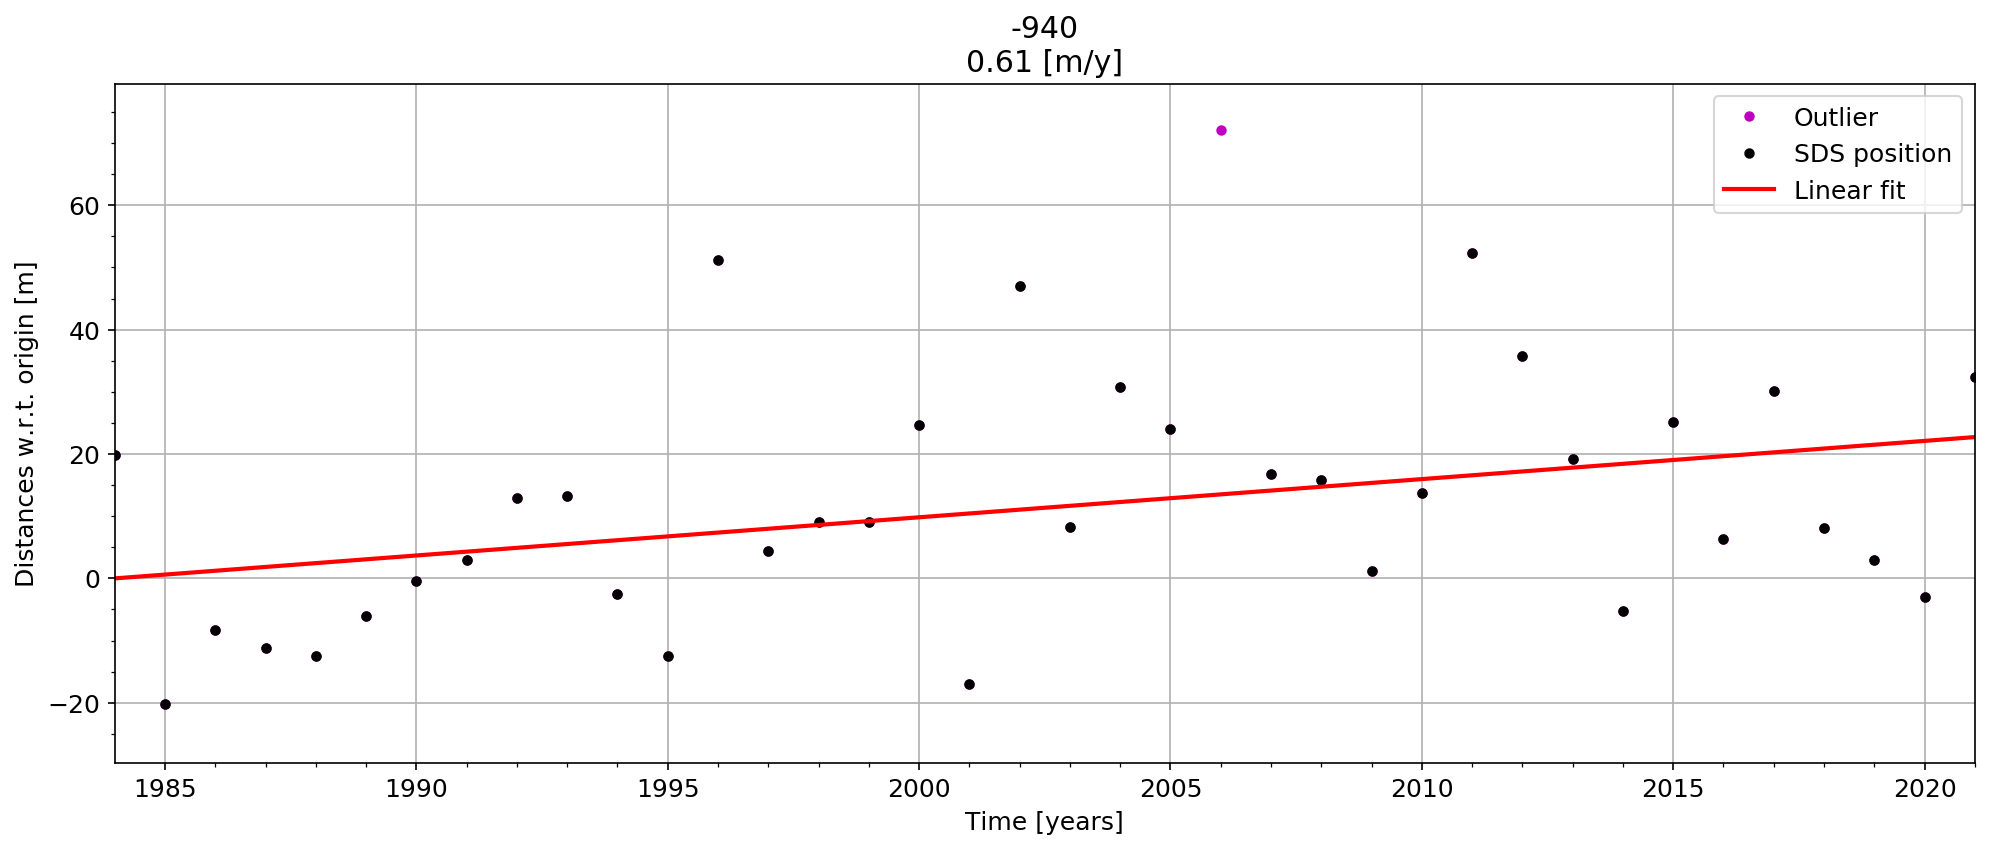 -940
0.61 [m/y]
Outlier
SDS position
Linear fit
Distances w.r.t. origin [m]
60
40
20
0
−20
1985 1990 1995 2000 2005 2010 2015 2020
Time [years]